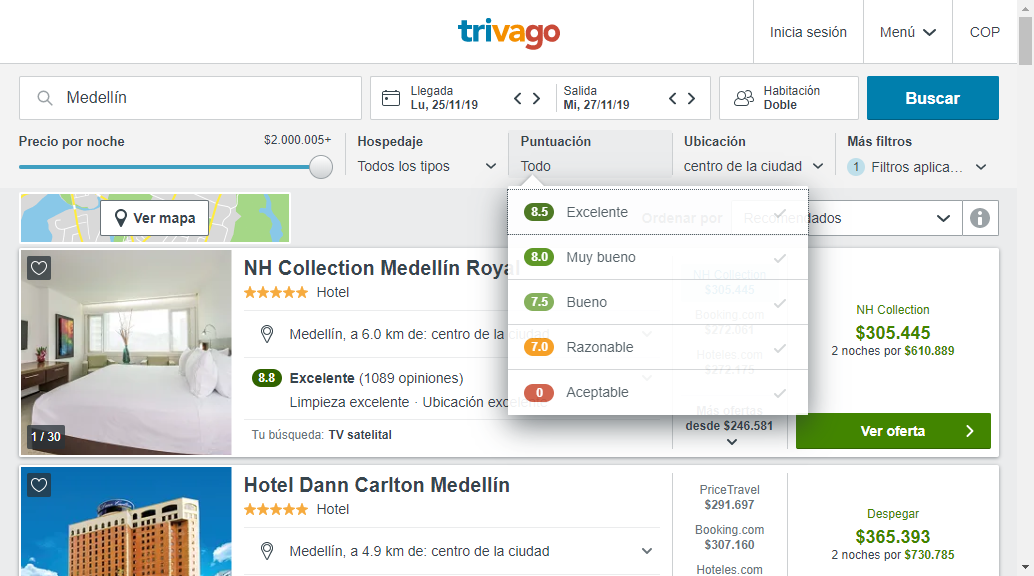 trivago
Inicia sesión
Menú
COP
Medellín
Llegada
Lu, 25/11/19
Salida
Mi, 27/11/19
Habitación
Doble
Buscar
Precio por noche
$2.000.005+
Hospedaje
Todos los tipos
Puntuación
Todo
Ubicación
centro de la ciudad
Más filtros
1 Filtros aplica...
Ver mapa
Ordenar por
Recomendados
8.5 Excelente
8.0 Muy bueno
7.5 Bueno
7.0 Razonable
0 Aceptable
NH Collection Medellín Royal
Hotel
Medellín, a 6.0 km de: centro de la ciudad
8.8 Excelente (1089 opiniones)
Limpieza excelente · Ubicación exce
Tu búsqueda: TV satelital
1 / 30
NH Collection
$305.445
Booking.com
$272.061
Hoteles.com
$272.175
Más ofertas
desde $246.581
NH Collection
$305.445
2 noches por $610.889
Ver oferta
Hotel Dann Carlton Medellín
Hotel
Medellín, a 4.9 km de: centro de la ciudad
PriceTravel
$291.697
Booking.com
$307.160
Hoteles.com
Despegar
$365.393
2 noches por $730.785